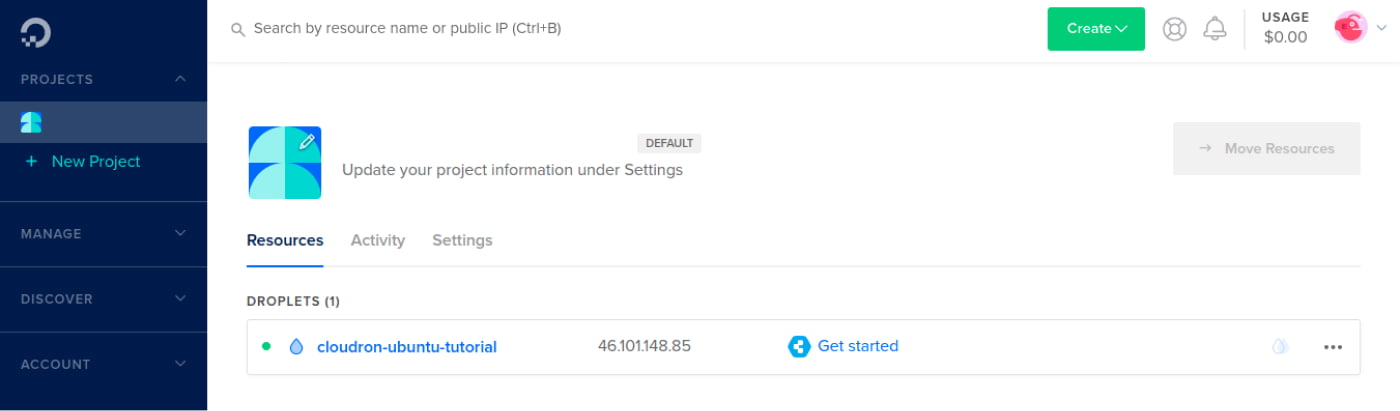 Search by resource name or public IP (Ctrl+B)
Create
USAGE
$0.00
PROJECTS
+ New Project
MANAGE
DISCOVER
ACCOUNT
DEFAULT
Update your project information under Settings
→ Move Resources
Resources Activity Settings
DROPLETS (1)
cloudron-ubuntu-tutorial 46.101.148.85 Get started